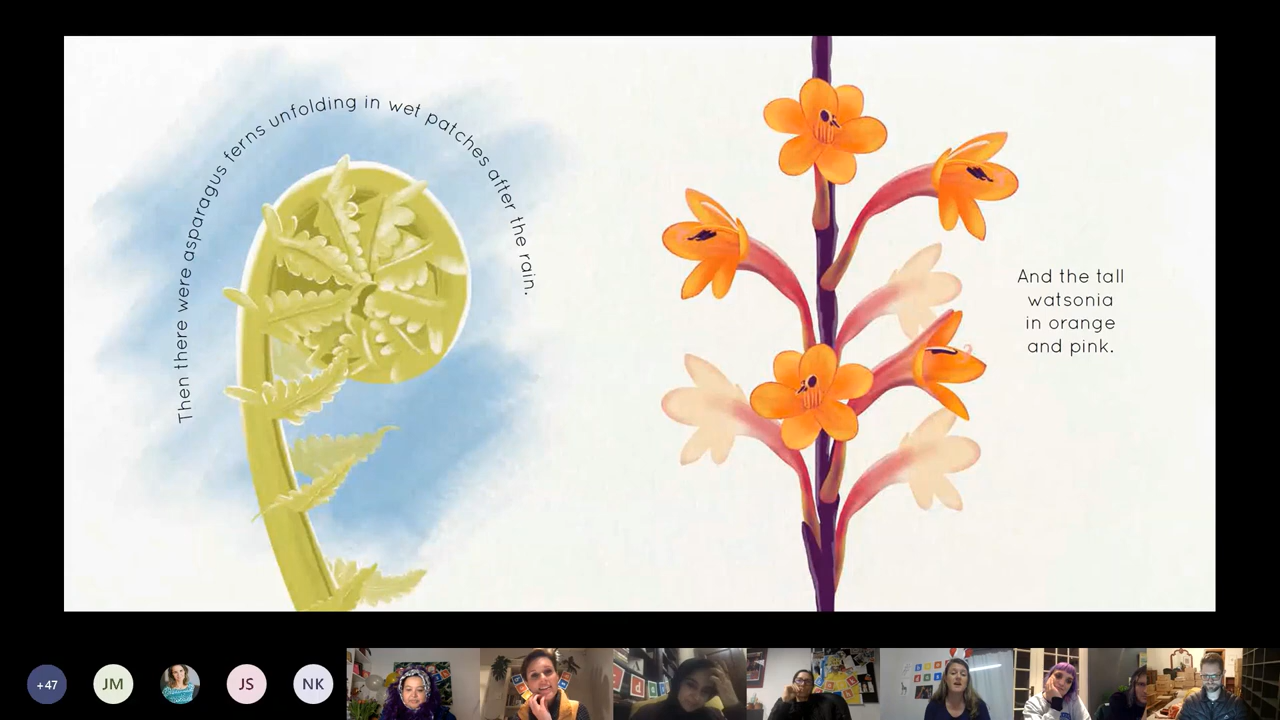 Then there were asparagus ferns unfolding in wet patches after the rain.
And the tall
watsonia
in orange
and pink.
+47
JM
JS
NK